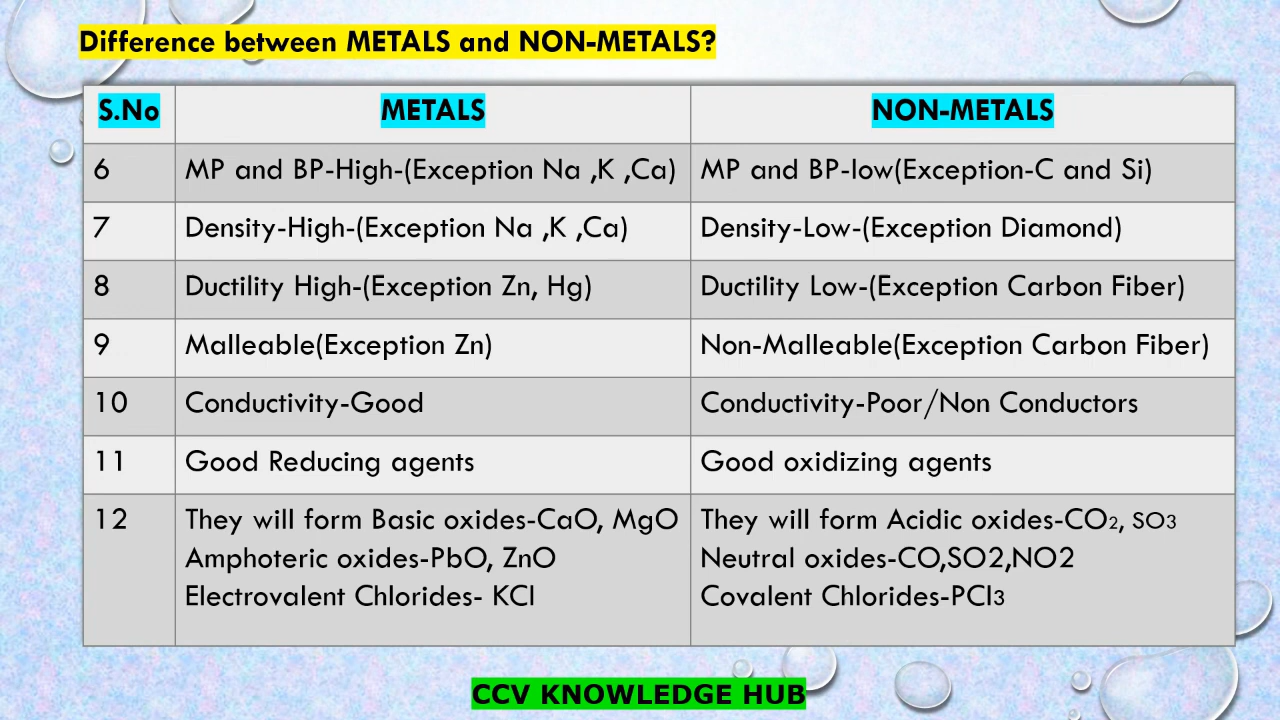 Difference between METALS and NON-METALS?
S.No METALS NON-METALS
6 MP and BP-High-(Exception Na ,K ,Ca) MP and BP-low(Exception-C and Si)
7 Density-High-(Exception Na ,K ,Ca) Density-Low-(Exception Diamond)
8 Ductility High-(Exception Zn, Hg) Ductility Low-(Exception Carbon Fiber)
9 Malleable(Exception Zn) Non-Malleable(Exception Carbon Fiber)
10 Conductivity-Good Conductivity-Poor/Non Conductors
11 Good Reducing agents Good oxidizing agents
12 They will form Basic oxides-CaO, MgO They will form Acidic oxides-CO2, SO3
Amphoteric oxides-PbO, ZnO Neutral oxides-CO,SO2,NO2
Electrovalent Chlorides- KCl Covalent Chlorides-PCl3
CCV KNOWLEDGE HUB